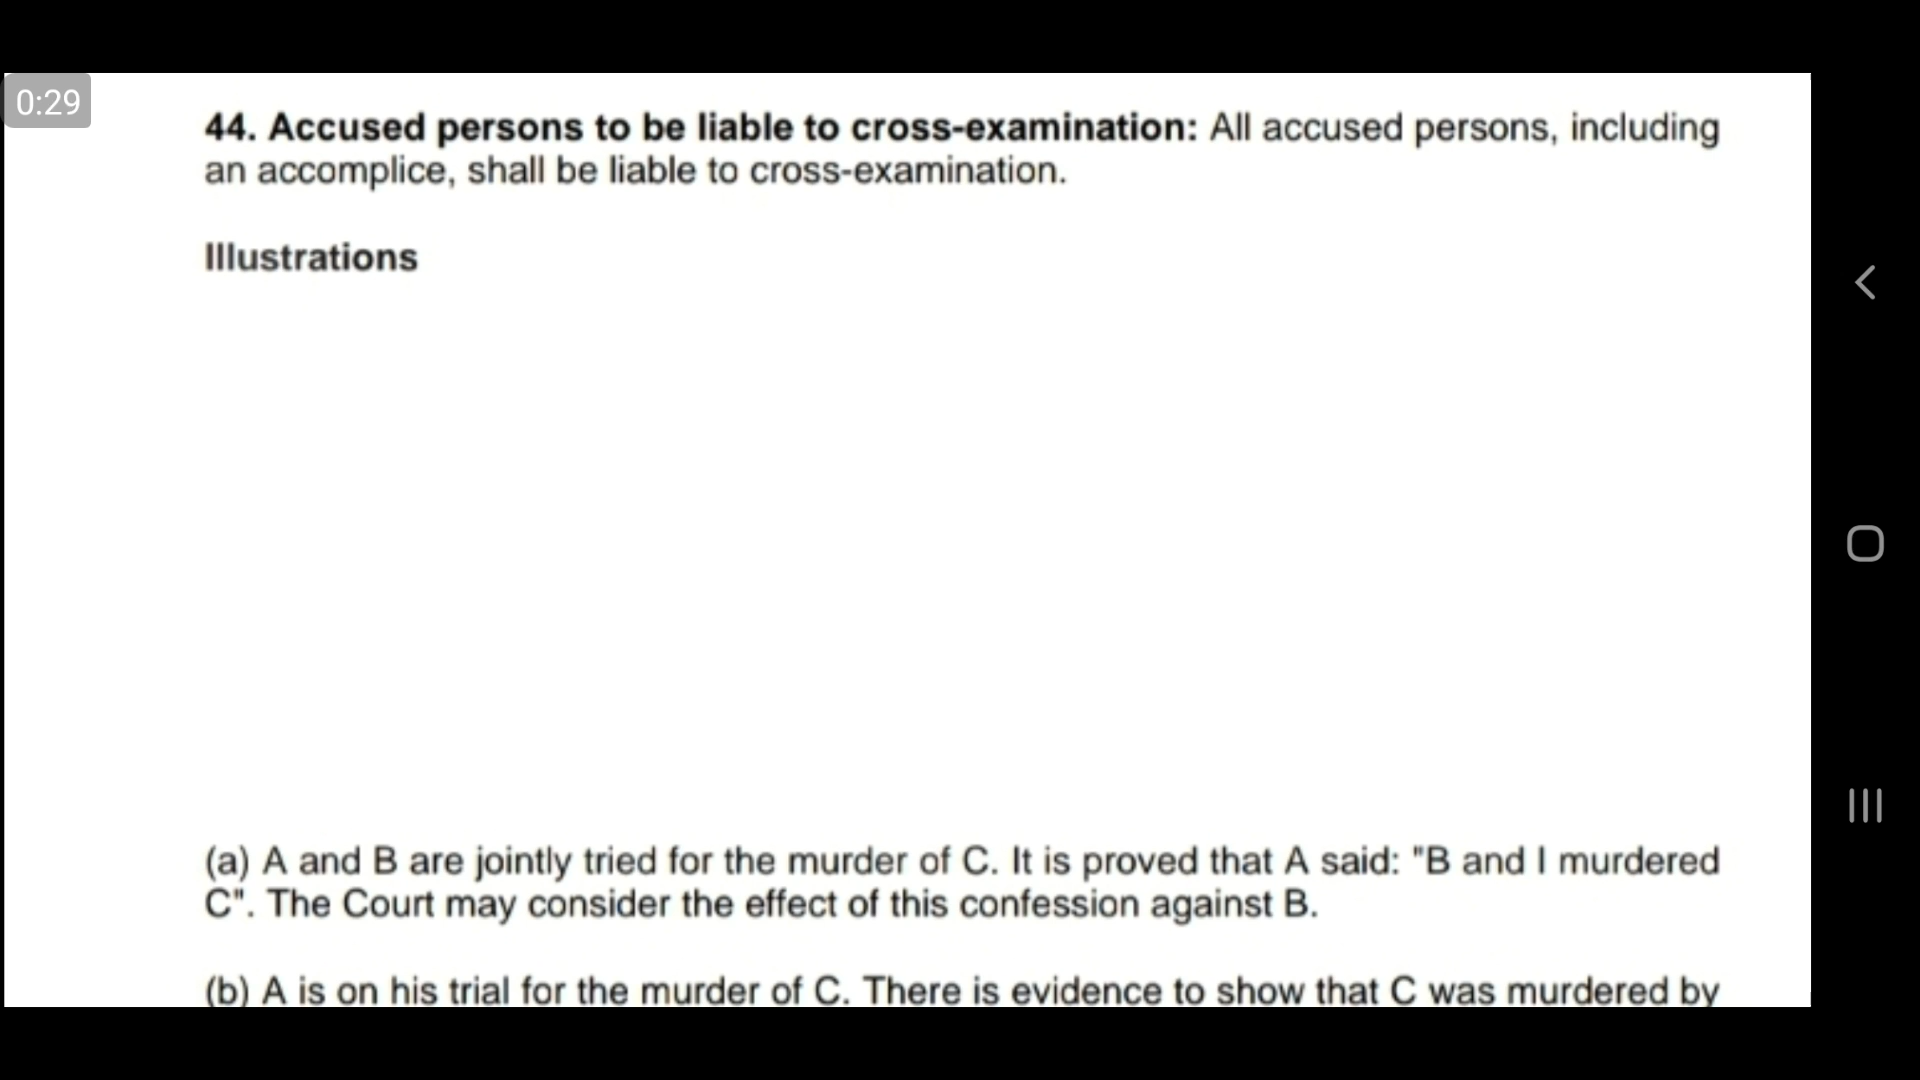 0:29
44. Accused persons to be liable to cross-examination: All accused persons, including
an accomplice, shall be liable to cross-examination.
Illustrations
(a) A and B are jointly tried for the murder of C. It is proved that A said: "B and I murdered
C". The Court may consider the effect of this confession against B.
(b) A is on his trial for the murder of C. There is evidence to show that C was murdered by